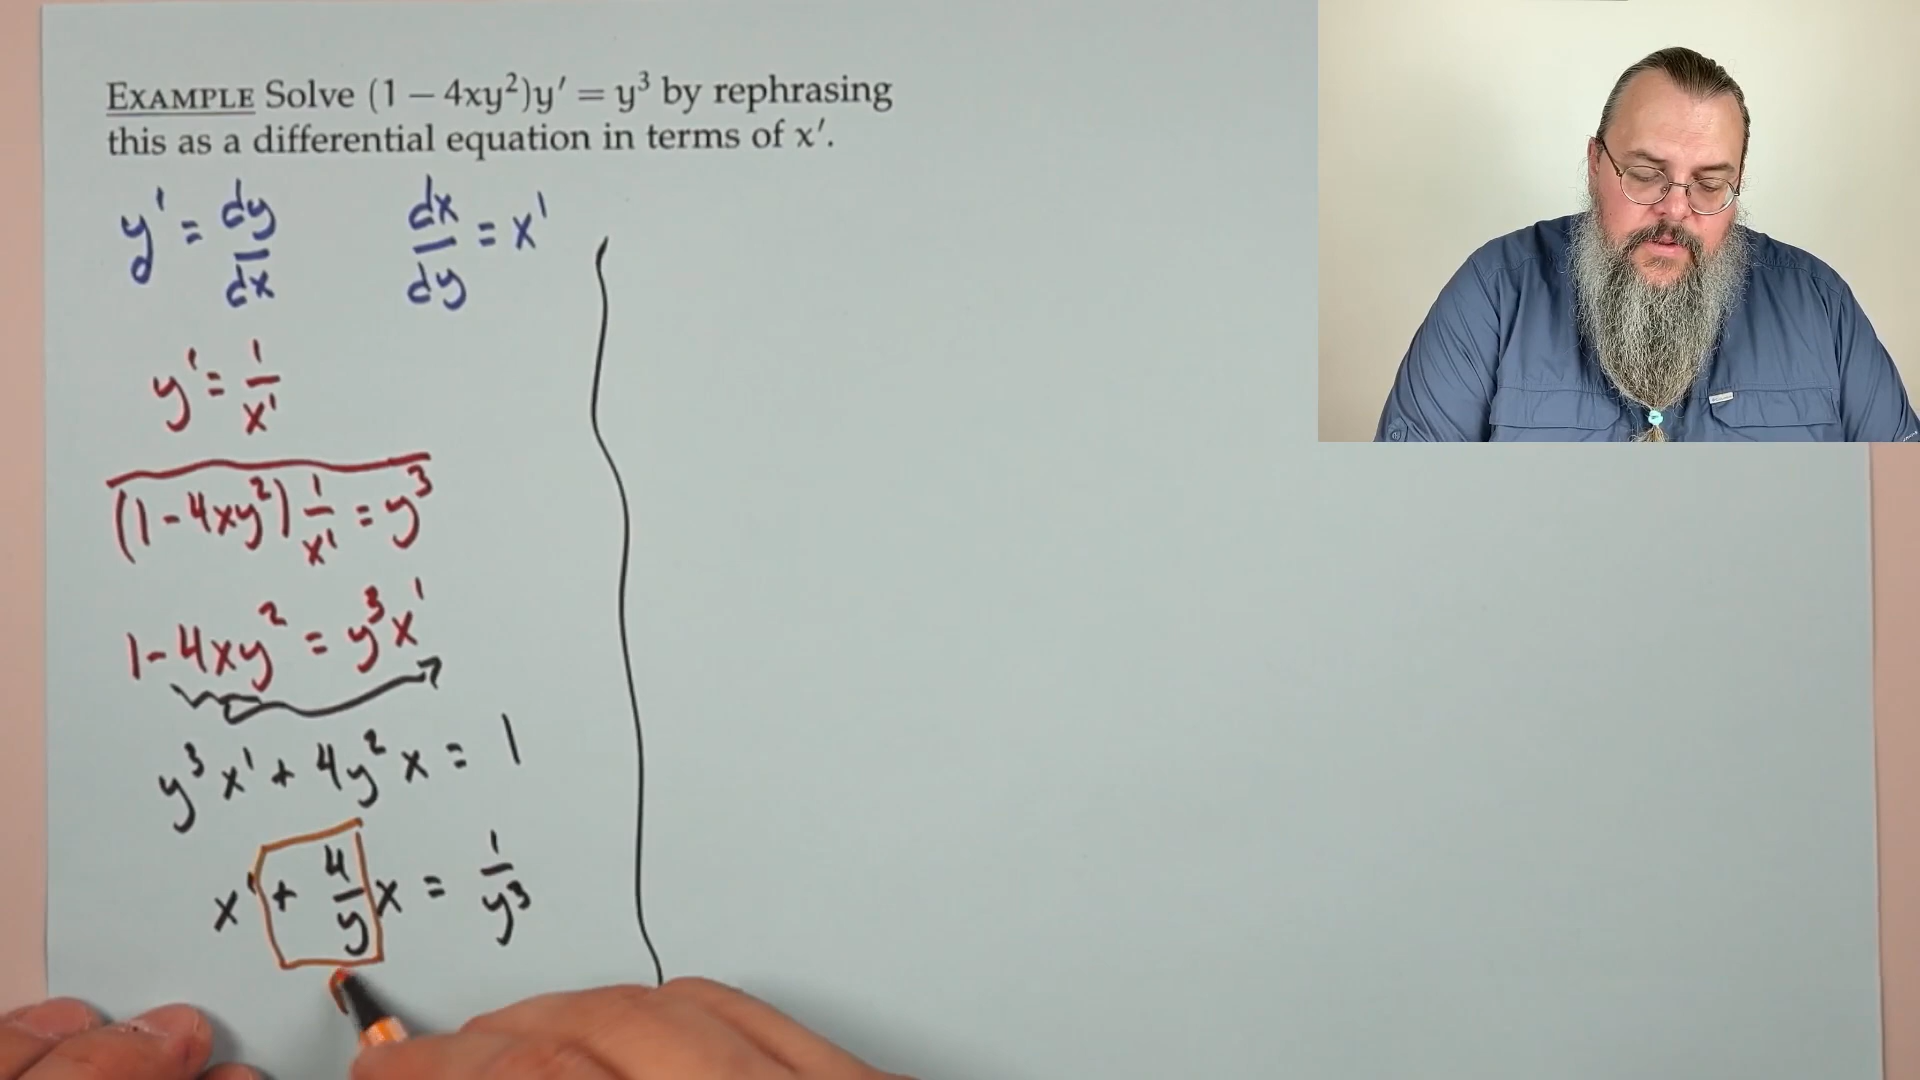 EXAMPLE Solve (1 − 4xy²)y′ = y³ by rephrasing
this as a differential equation in terms of x′.
y' = dy/dx
dx/dy = x'
y' = 1/x'
(1-4xy²) 1/x' = y³
1-4xy² = y³x'
y³x' + 4y²x = 1
x' + 4/y x = 1/y³